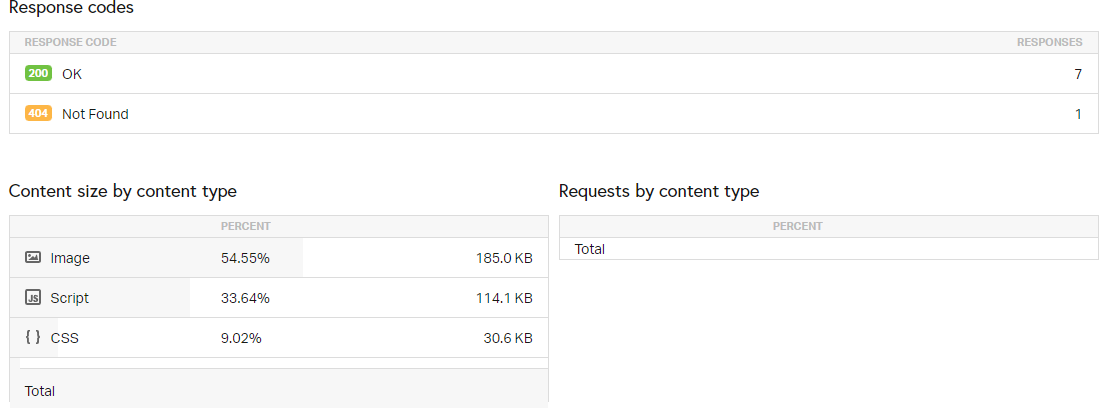 Response codes
RESPONSE CODE RESPONSES
200 OK 7
404 Not Found 1
Content size by content type
PERCENT
Image 54.55% 185.0 KB
JS Script 33.64% 114.1 KB
{ } CSS 9.02% 30.6 KB
Total
Requests by content type
PERCENT
Total